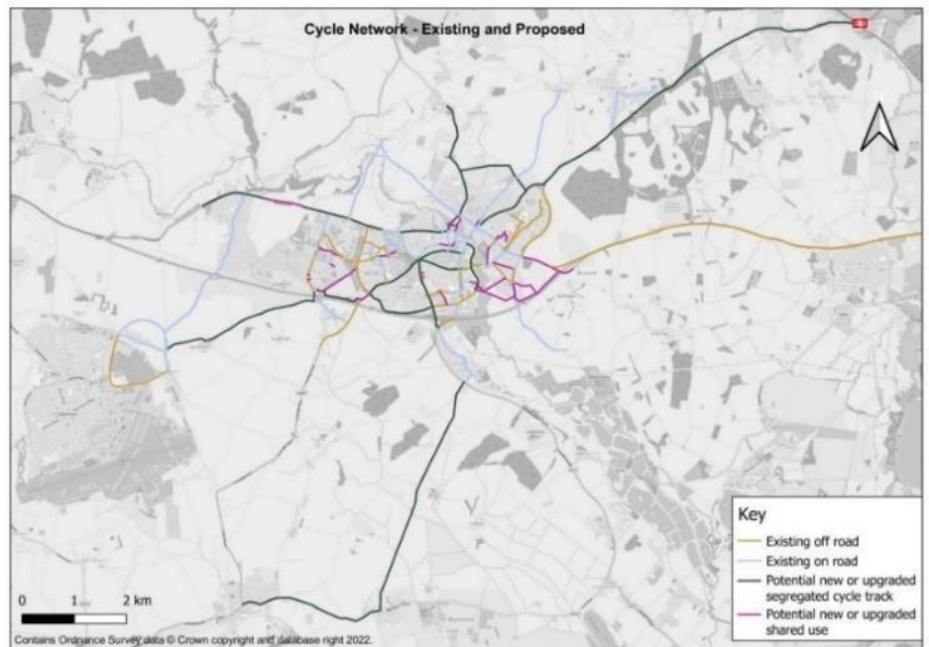 Cycle Network - Existing and Proposed
Key
Existing off road
Existing on road
Potential new or upgraded
segregated cycle track
Potential new or upgraded
shared use
0 1 2 km
Contains Ordnance Survey data © Crown copyright and database right 2022.